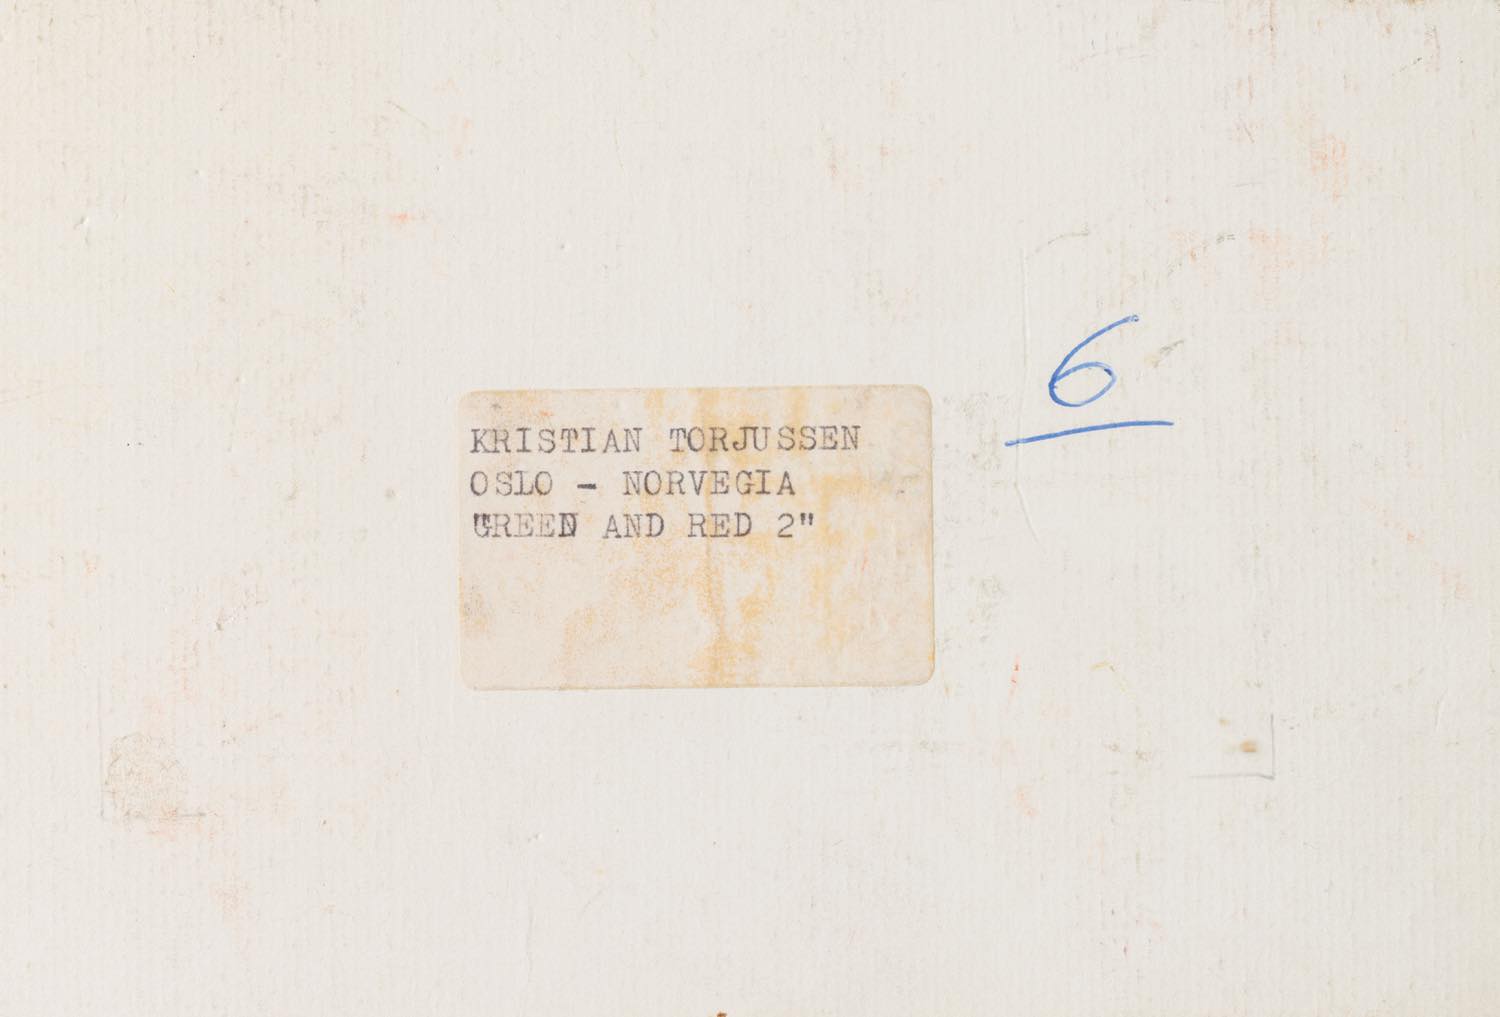 KRISTIAN TORJUSSEN
OSLO - NORVEGIA
"GREEN AND RED 2"
6